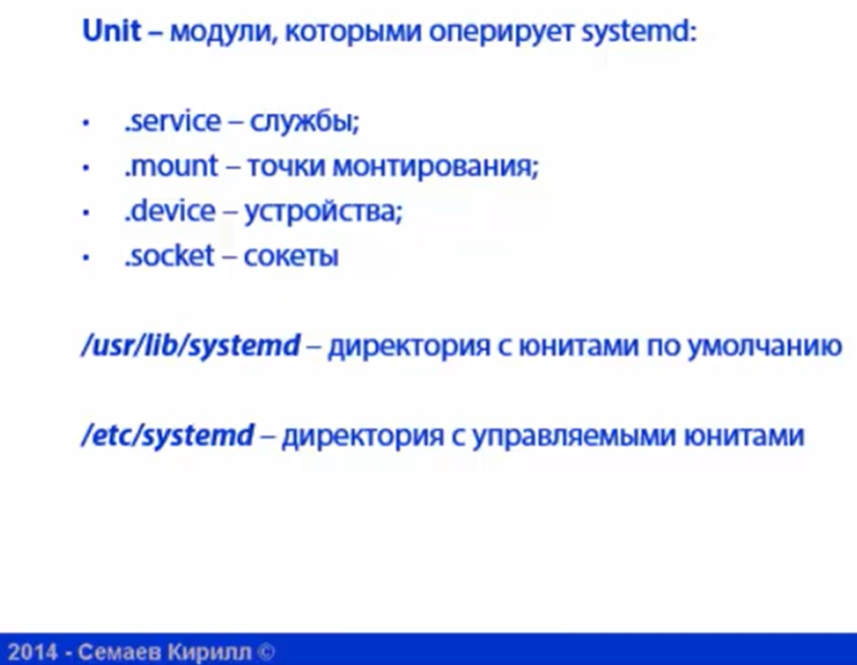 Unit – модули, которыми оперирует systemd:
• .service – службы;
• .mount – точки монтирования;
• .device – устройства;
• .socket – сокеты
/usr/lib/systemd – директория с юнитами по умолчанию
/etc/systemd – директория с управляемыми юнитами
2014 - Семаев Кирилл ©